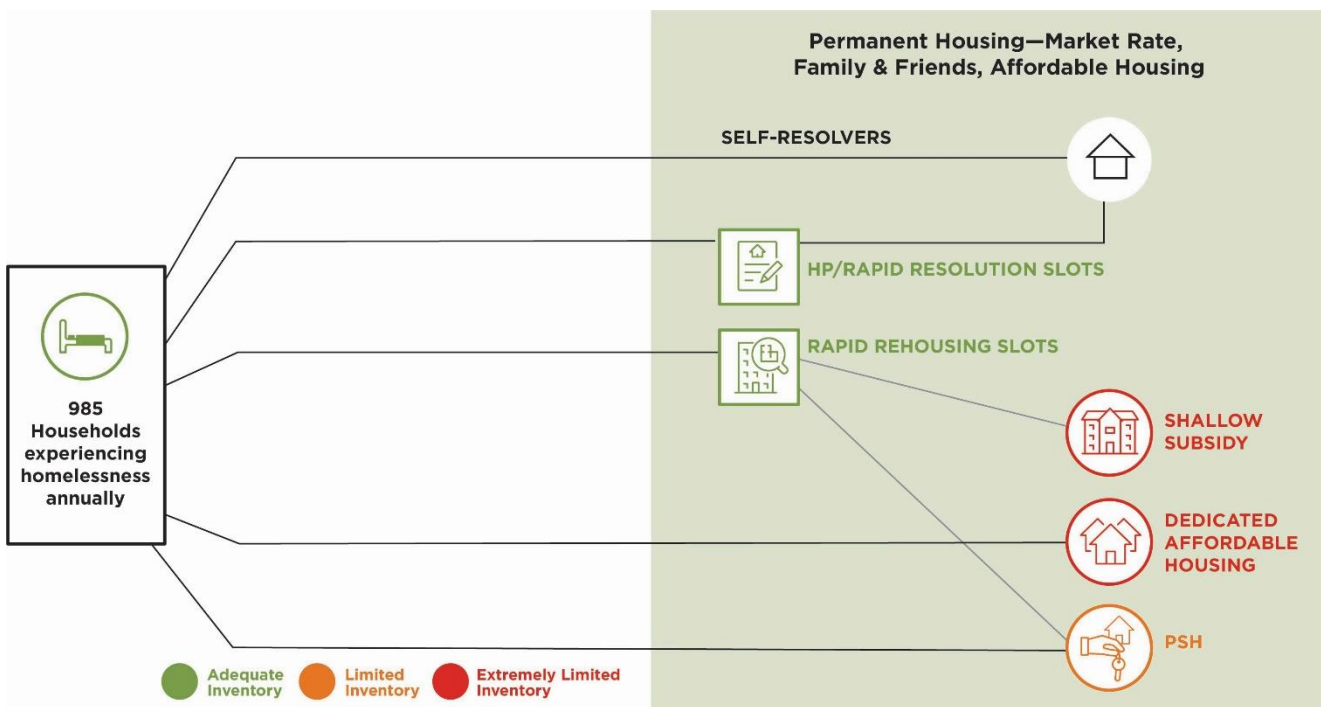 Permanent Housing—Market Rate,
Family & Friends, Affordable Housing
SELF-RESOLVERS
HP/RAPID RESOLUTION SLOTS
RAPID REHOUSING SLOTS
985
Households
experiencing
homelessness
annually
SHALLOW
SUBSIDY
DEDICATED
AFFORDABLE
HOUSING
PSH
Adequate
Inventory
Limited
Inventory
Extremely Limited
Inventory